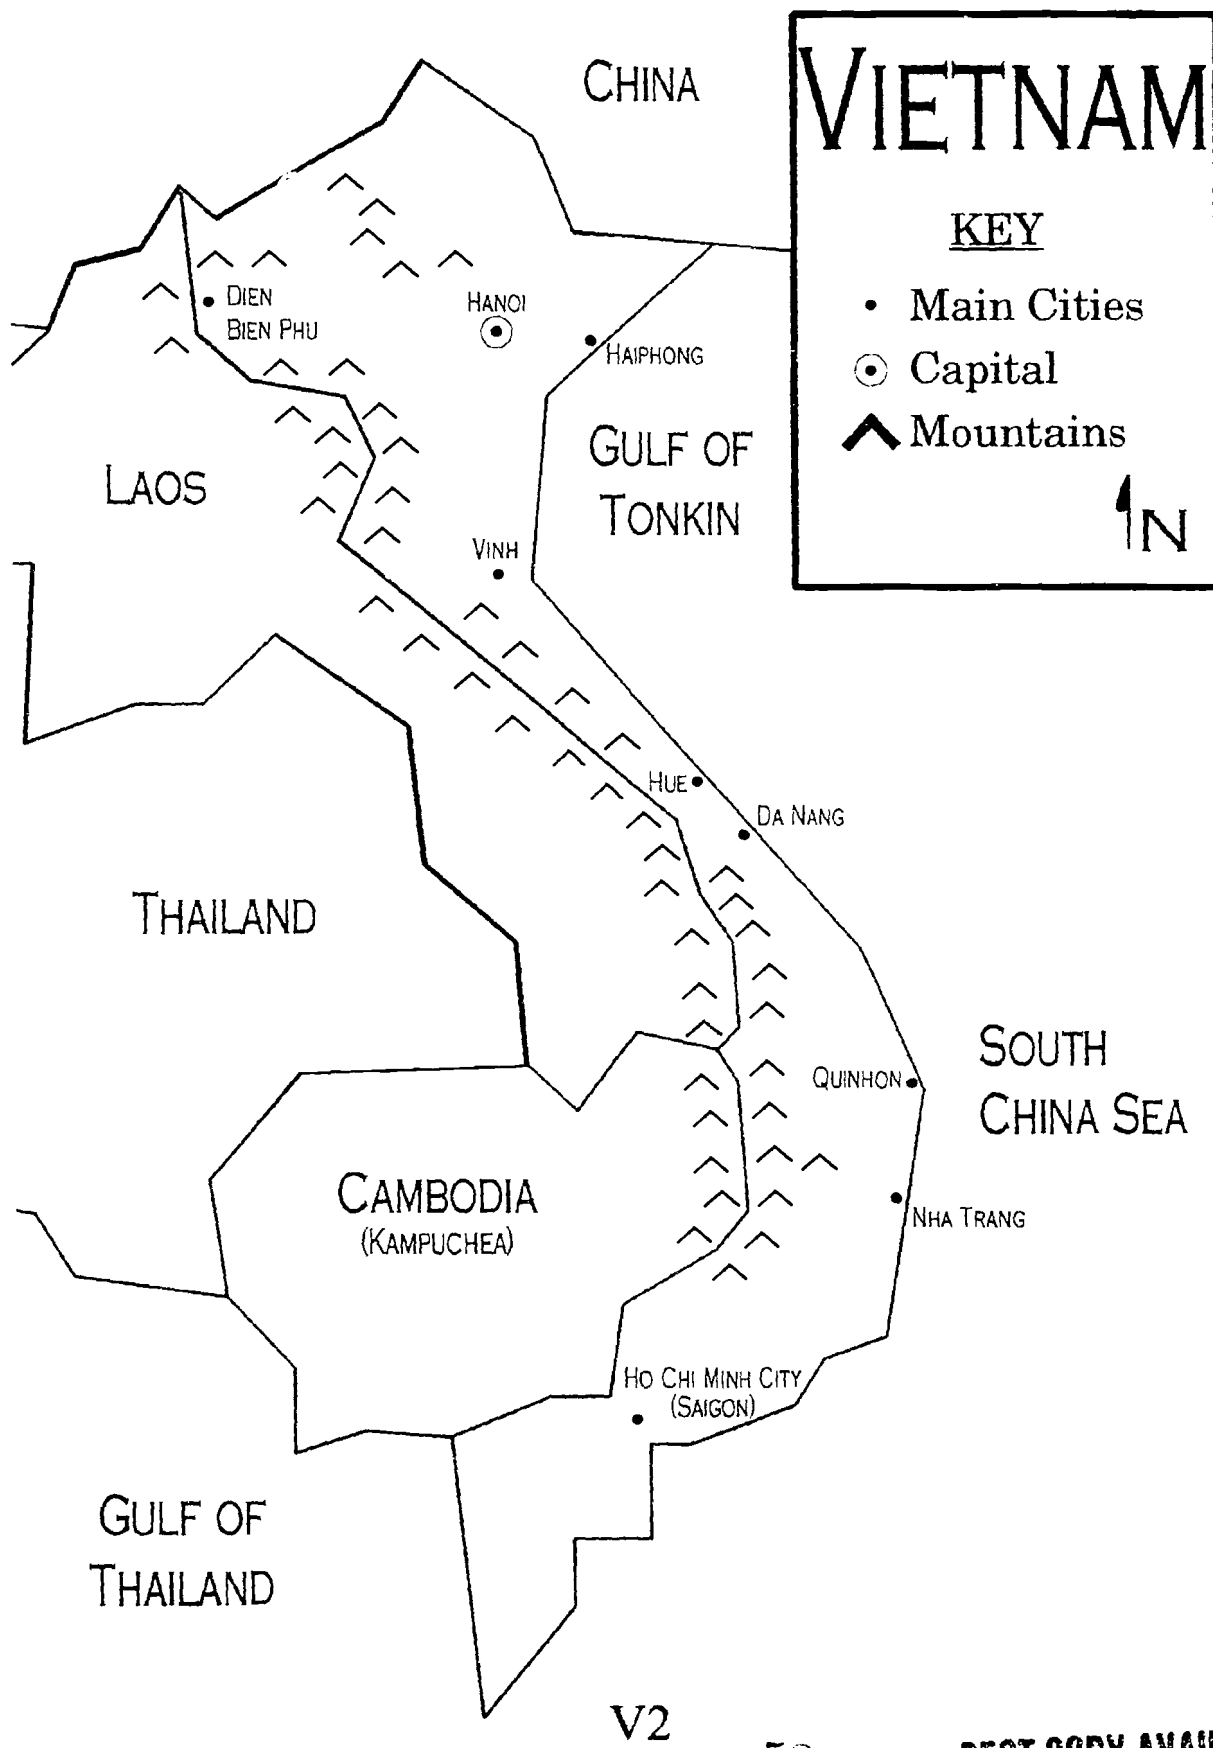 CHINA
VIETNAM
KEY
Main Cities
Capital
Mountains
N
DIEN
BIEN PHU
HANOI
HAIPHONG
GULF OF
TONKIN
LAOS
VINH
HUE
DA NANG
THAILAND
SOUTH
CHINA SEA
QUINHON
CAMBODIA
(KAMPUCHEA)
NHA TRANG
HO CHI MINH CITY
(SAIGON)
GULF OF
THAILAND
V2